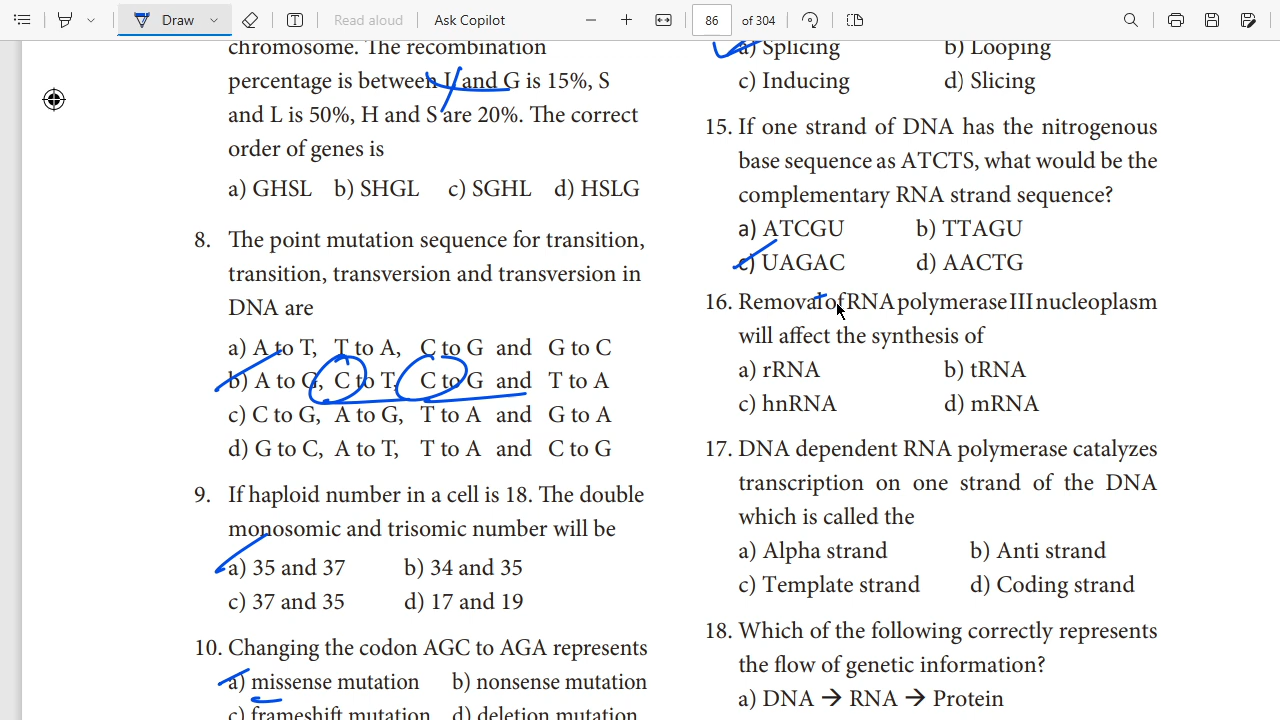 Draw
Read aloud
Ask Copilot
86 of 304
chromosome. The recombination
percentage is between L and G is 15%, S
and L is 50%, H and S are 20%. The correct
order of genes is
a) GHSL b) SHGL c) SGHL d) HSLG
8. The point mutation sequence for transition,
transition, transversion and transversion in
DNA are
a) A to T, T to A, C to G and G to C
b) A to G, C to T, C to G and T to A
c) C to G, A to G, T to A and G to A
d) G to C, A to T, T to A and C to G
9. If haploid number in a cell is 18. The double
monosomic and trisomic number will be
a) 35 and 37 b) 34 and 35
c) 37 and 35 d) 17 and 19
10. Changing the codon AGC to AGA represents
a) missense mutation b) nonsense mutation
c) frameshift mutation d) deletion mutation
a) Splicing b) Looping
c) Inducing d) Slicing
15. If one strand of DNA has the nitrogenous
base sequence as ATCTS, what would be the
complementary RNA strand sequence?
a) ATCGU b) TTAGU
c) UAGAC d) AACTG
16. Removal of RNA polymerase III nucleoplasm
will affect the synthesis of
a) rRNA b) tRNA
c) hnRNA d) mRNA
17. DNA dependent RNA polymerase catalyzes
transcription on one strand of the DNA
which is called the
a) Alpha strand b) Anti strand
c) Template strand d) Coding strand
18. Which of the following correctly represents
the flow of genetic information?
a) DNA → RNA → Protein